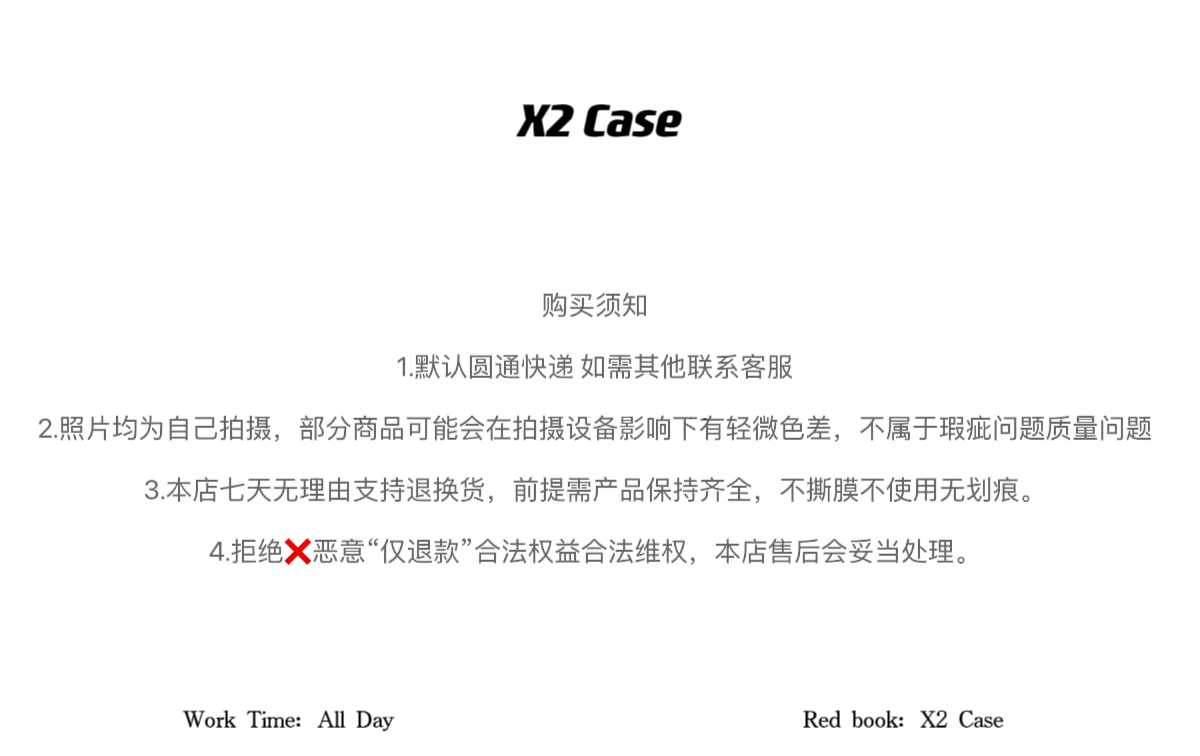 X2 Case
购买须知
1.默认圆通快递 如需其他联系客服
2.照片均为自己拍摄，部分商品可能会在拍摄设备影响下有轻微色差，不属于瑕疵问题质量问题
3.本店七天无理由支持退换货，前提需产品保持齐全，不撕膜不使用无划痕。
4.拒绝❌恶意“仅退款”合法权益合法维权，本店售后会妥当处理。
Work Time: All Day
Red book: X2 Case